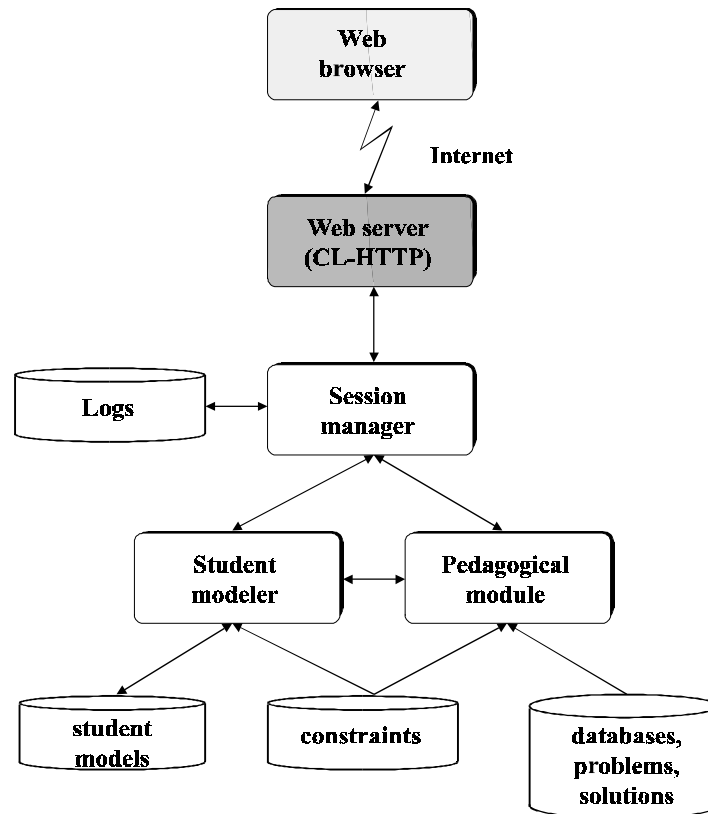 Web
browser
Internet
Web server
(CL-HTTP)
Logs
Session
manager
Student
modeler
Pedagogical
module
student
models
constraints
databases,
problems,
solutions